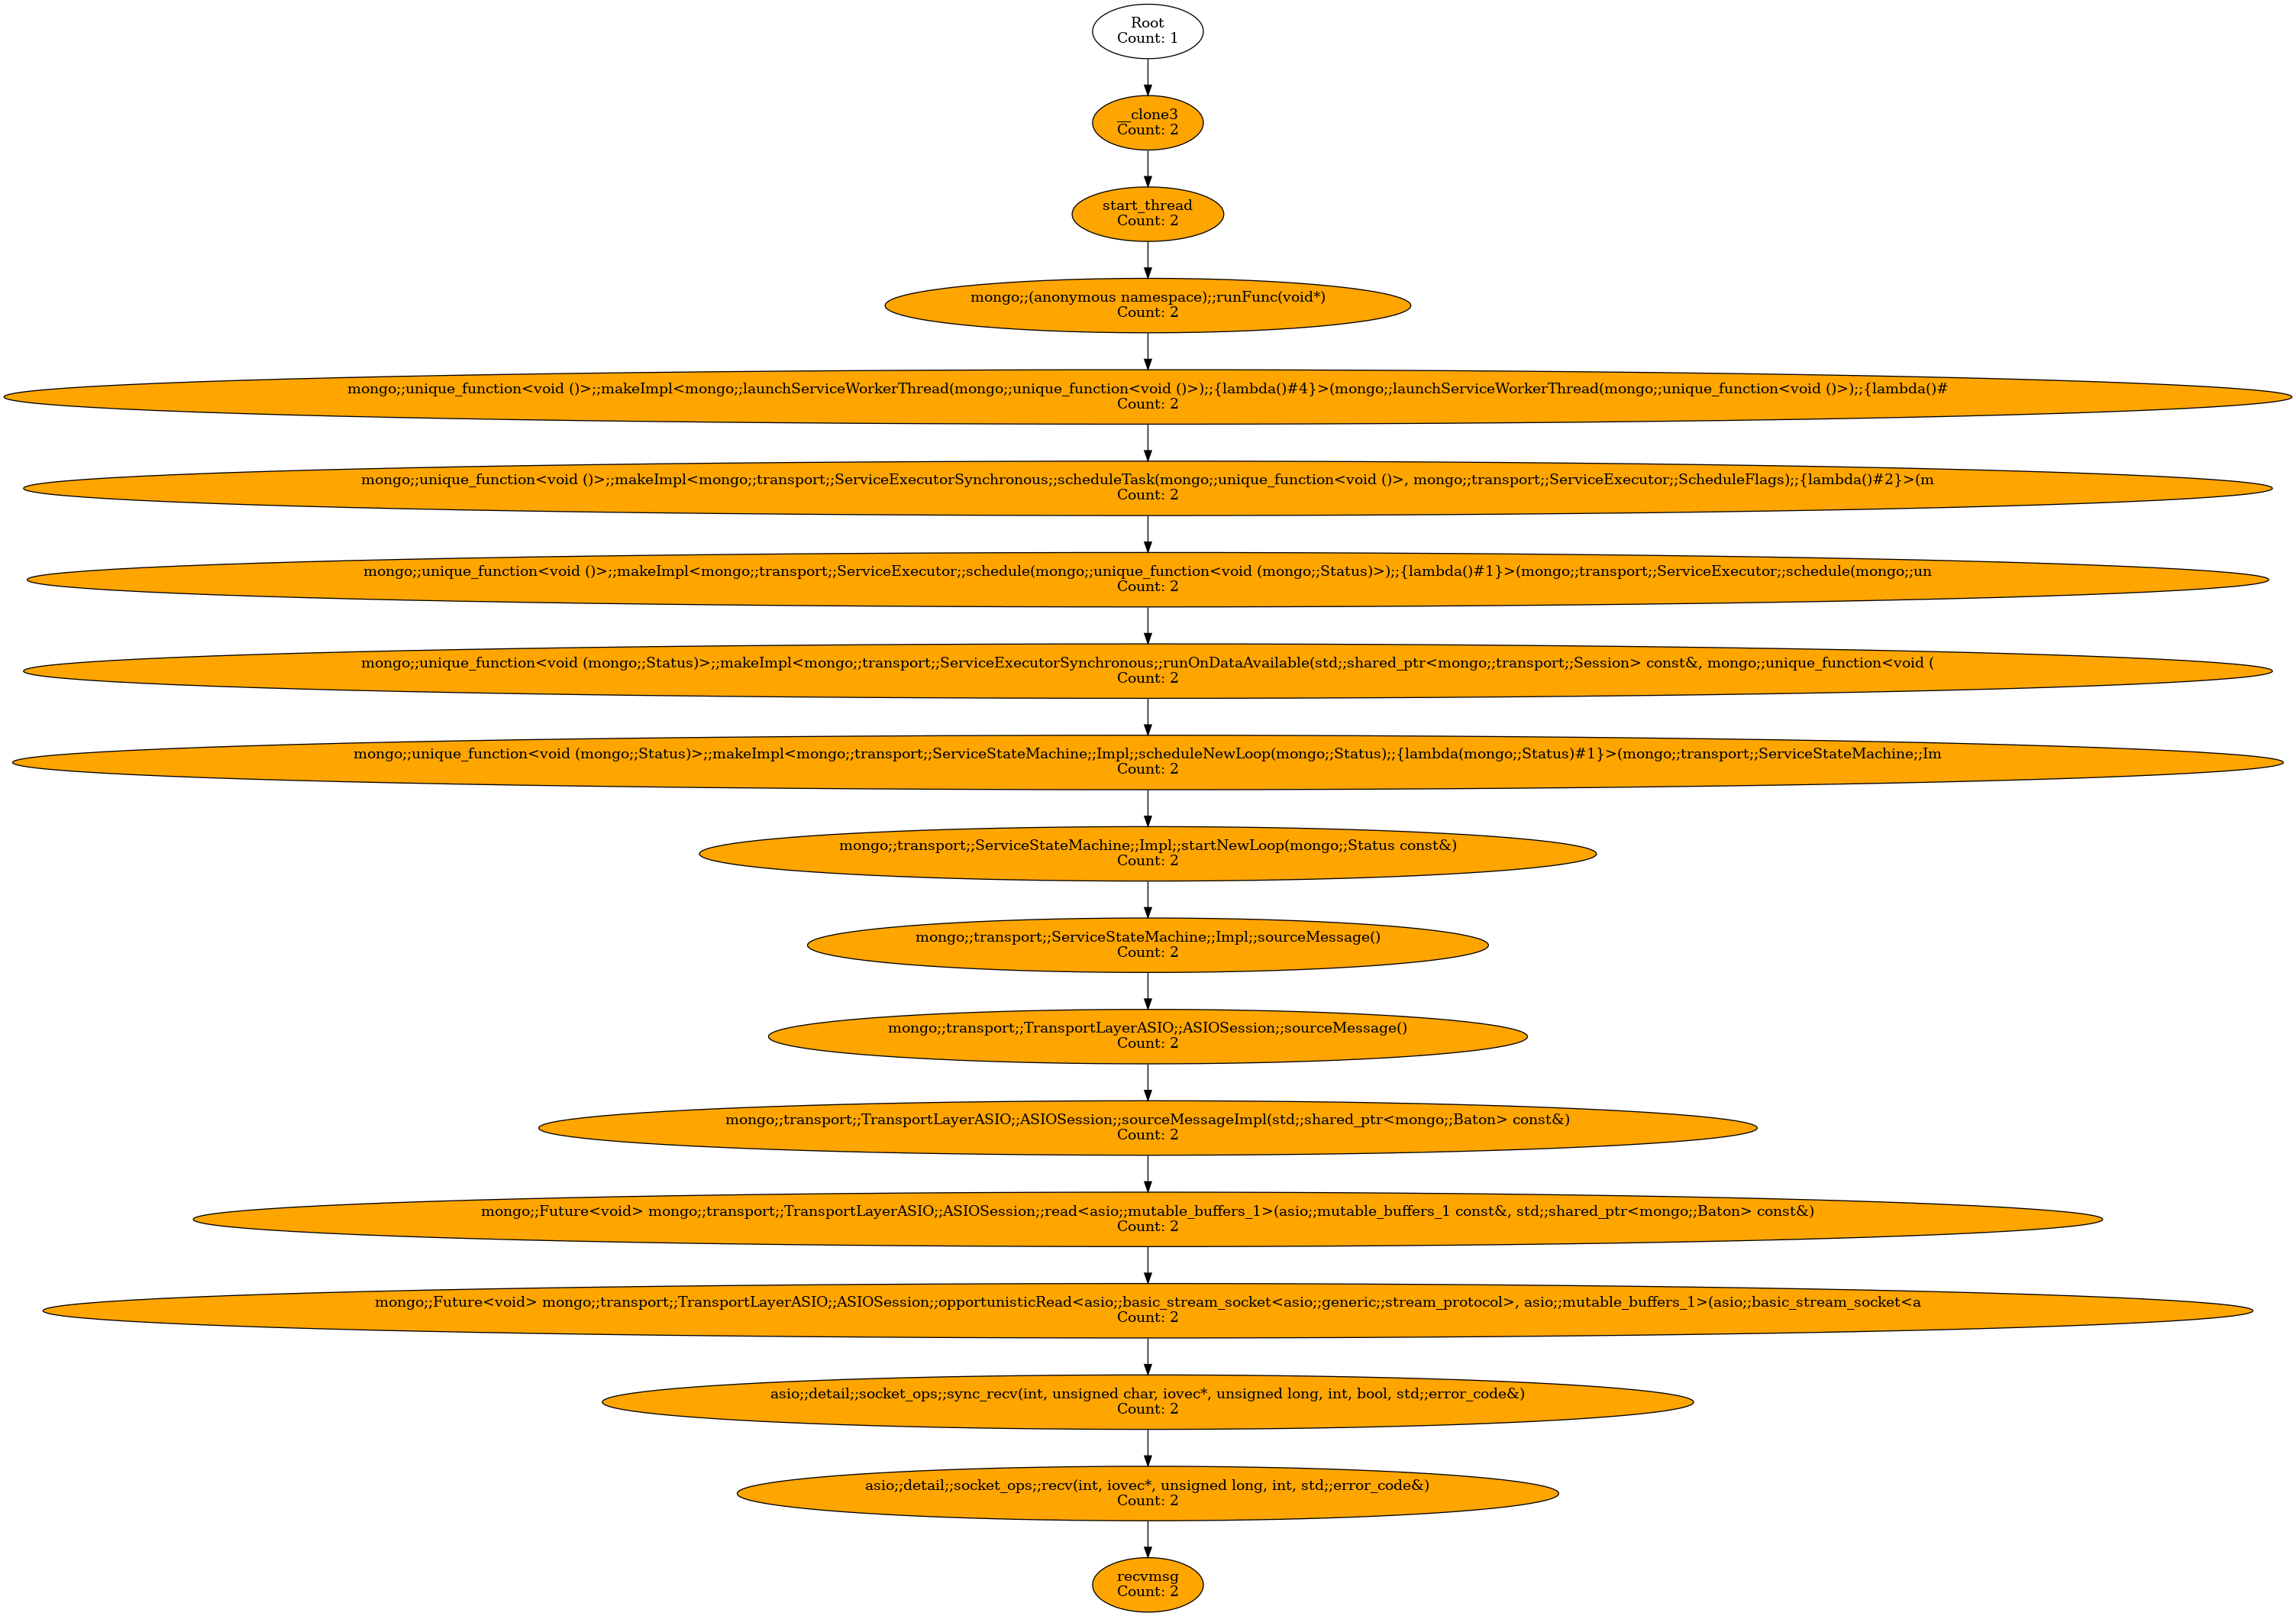 Root
Count: 1
__clone3
Count: 2
start_thread
Count: 2
mongo;;(anonymous namespace);;runFunc(void*)
Count: 2
mongo;;unique_function<void ()>;;makeImpl<mongo;;launchServiceWorkerThread(mongo;;unique_function<void ()>);;{lambda()#4}>(mongo;;launchServiceWorkerThread(mongo;;unique_function<void ()>);;{lambda()#
Count: 2
mongo;;unique_function<void ()>;;makeImpl<mongo;;transport;;ServiceExecutorSynchronous;;scheduleTask(mongo;;unique_function<void ()>, mongo;;transport;;ServiceExecutor;;ScheduleFlags);;{lambda()#2}>(m
Count: 2
mongo;;unique_function<void ()>;;makeImpl<mongo;;transport;;ServiceExecutor;;schedule(mongo;;unique_function<void (mongo;;Status)>);;{lambda()#1}>(mongo;;transport;;ServiceExecutor;;schedule(mongo;;un
Count: 2
mongo;;unique_function<void (mongo;;Status)>;;makeImpl<mongo;;transport;;ServiceExecutorSynchronous;;runOnDataAvailable(std;;shared_ptr<mongo;;transport;;Session> const&, mongo;;unique_function<void (
Count: 2
mongo;;unique_function<void (mongo;;Status)>;;makeImpl<mongo;;transport;;ServiceStateMachine;;Impl;;scheduleNewLoop(mongo;;Status);;{lambda(mongo;;Status)#1}>(mongo;;transport;;ServiceStateMachine;;Im
Count: 2
mongo;;transport;;ServiceStateMachine;;Impl;;startNewLoop(mongo;;Status const&)
Count: 2
mongo;;transport;;ServiceStateMachine;;Impl;;sourceMessage()
Count: 2
mongo;;transport;;TransportLayerASIO;;ASIOSession;;sourceMessage()
Count: 2
mongo;;transport;;TransportLayerASIO;;ASIOSession;;sourceMessageImpl(std;;shared_ptr<mongo;;Baton> const&)
Count: 2
mongo;;Future<void> mongo;;transport;;TransportLayerASIO;;ASIOSession;;read<asio;;mutable_buffers_1>(asio;;mutable_buffers_1 const&, std;;shared_ptr<mongo;;Baton> const&)
Count: 2
mongo;;Future<void> mongo;;transport;;TransportLayerASIO;;ASIOSession;;opportunisticRead<asio;;basic_stream_socket<asio;;generic;;stream_protocol>, asio;;mutable_buffers_1>(asio;;basic_stream_socket<a
Count: 2
asio;;detail;;socket_ops;;sync_recv(int, unsigned char, iovec*, unsigned long, int, bool, std;;error_code&)
Count: 2
asio;;detail;;socket_ops;;recv(int, iovec*, unsigned long, int, std;;error_code&)
Count: 2
recvmsg
Count: 2